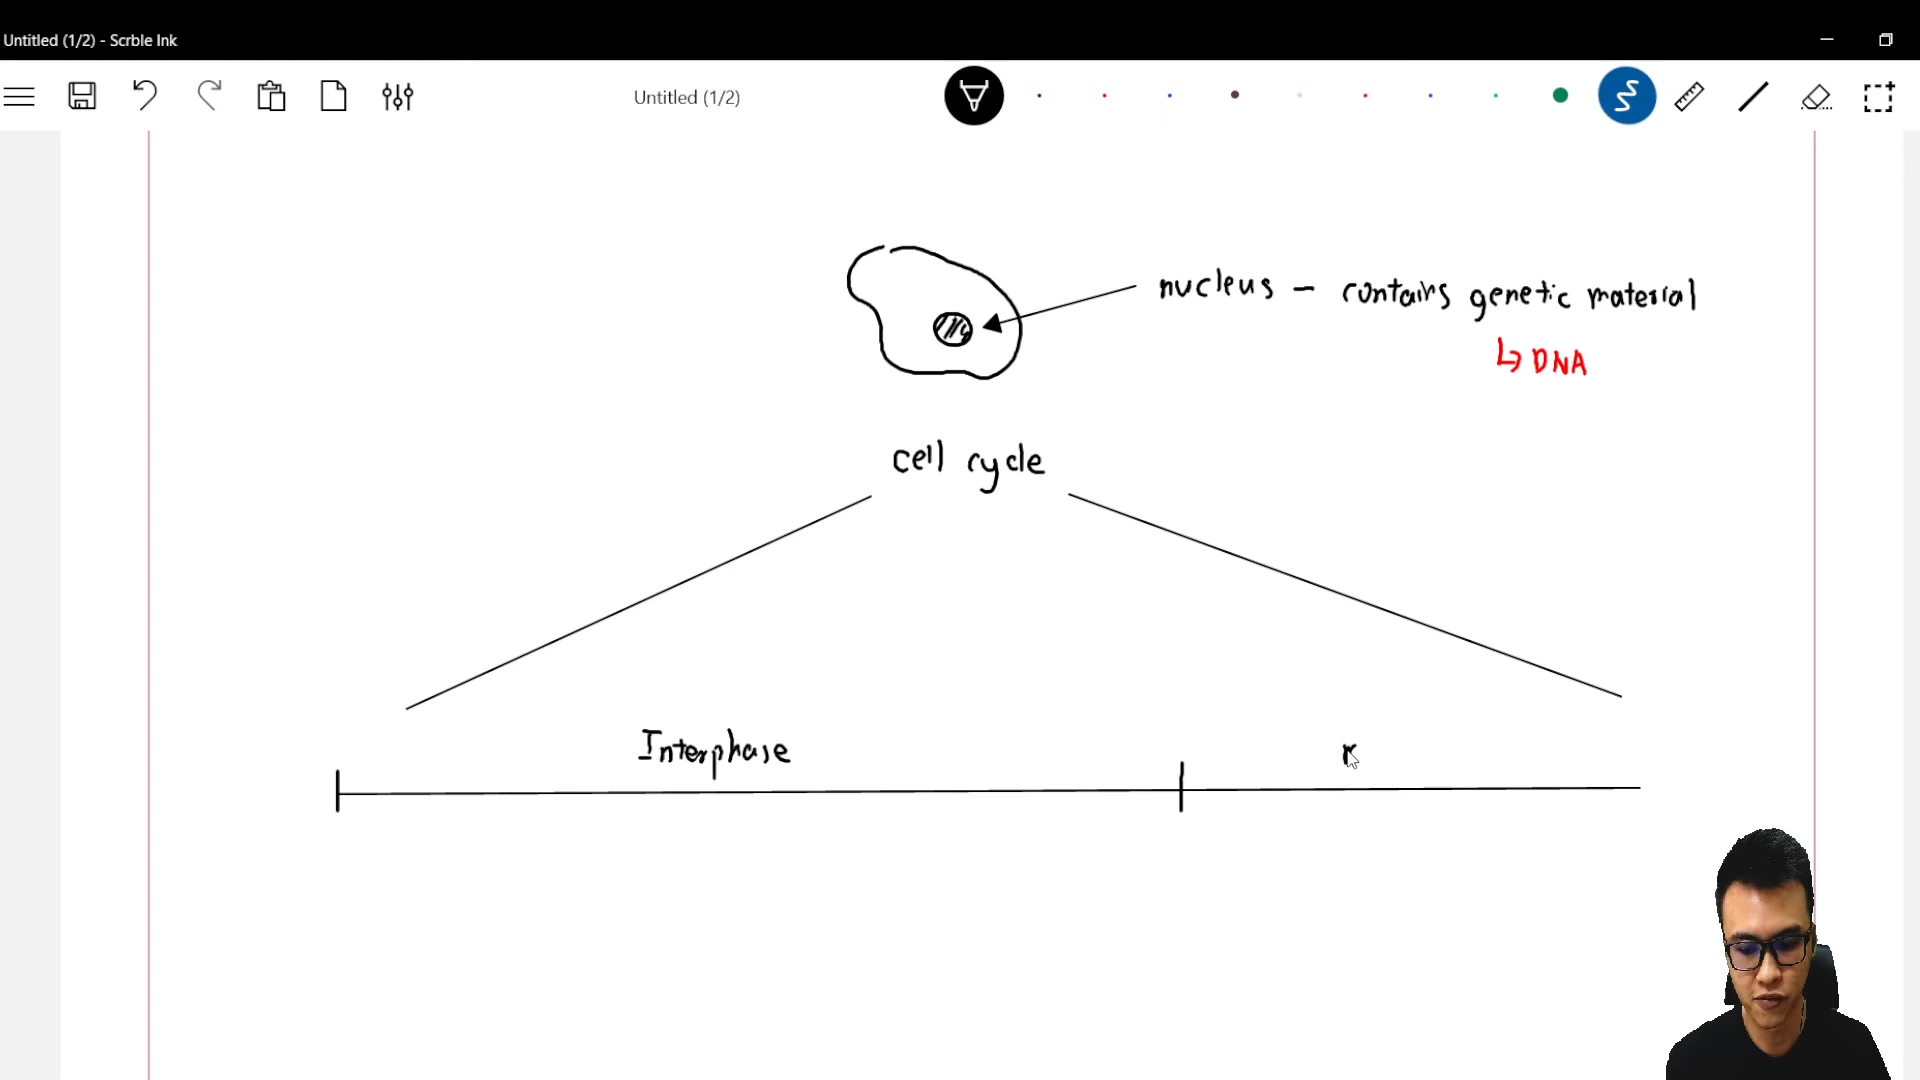 Untitled (1/2) - Scrble Ink
Untitled (1/2)
nucleus - contains genetic material
↳ DNA
cell cycle
Interphase